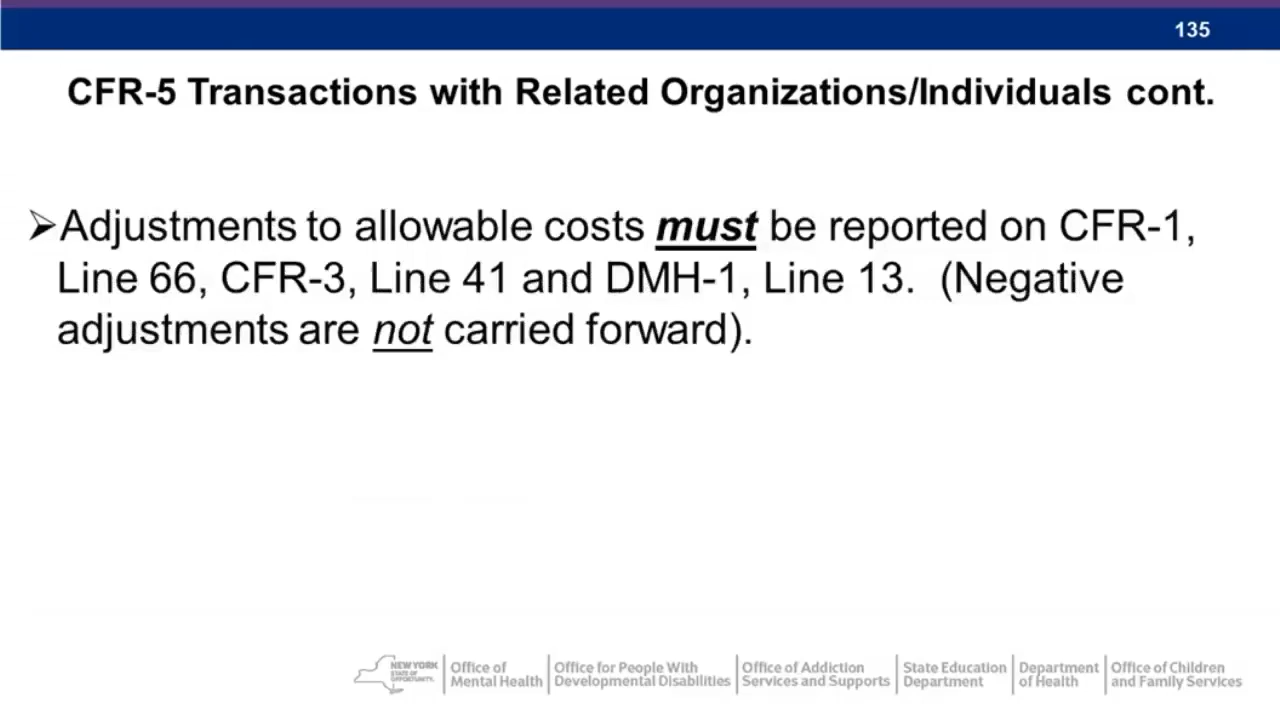 135
CFR-5 Transactions with Related Organizations/Individuals cont.
➢Adjustments to allowable costs must be reported on CFR-1,
Line 66, CFR-3, Line 41 and DMH-1, Line 13.  (Negative
adjustments are not carried forward).
NEW YORK
STATE OF
OPPORTUNITY.
Office of
Mental Health
Office for People With
Developmental Disabilities
Office of Addiction
Services and Supports
State Education
Department
Department
of Health
Office of Children
and Family Services